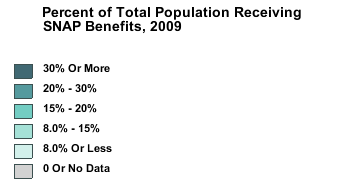 Percent of Total Population Receiving
SNAP Benefits, 2009
30% Or More
20% - 30%
15% - 20%
8.0% - 15%
8.0% Or Less
0 Or No Data